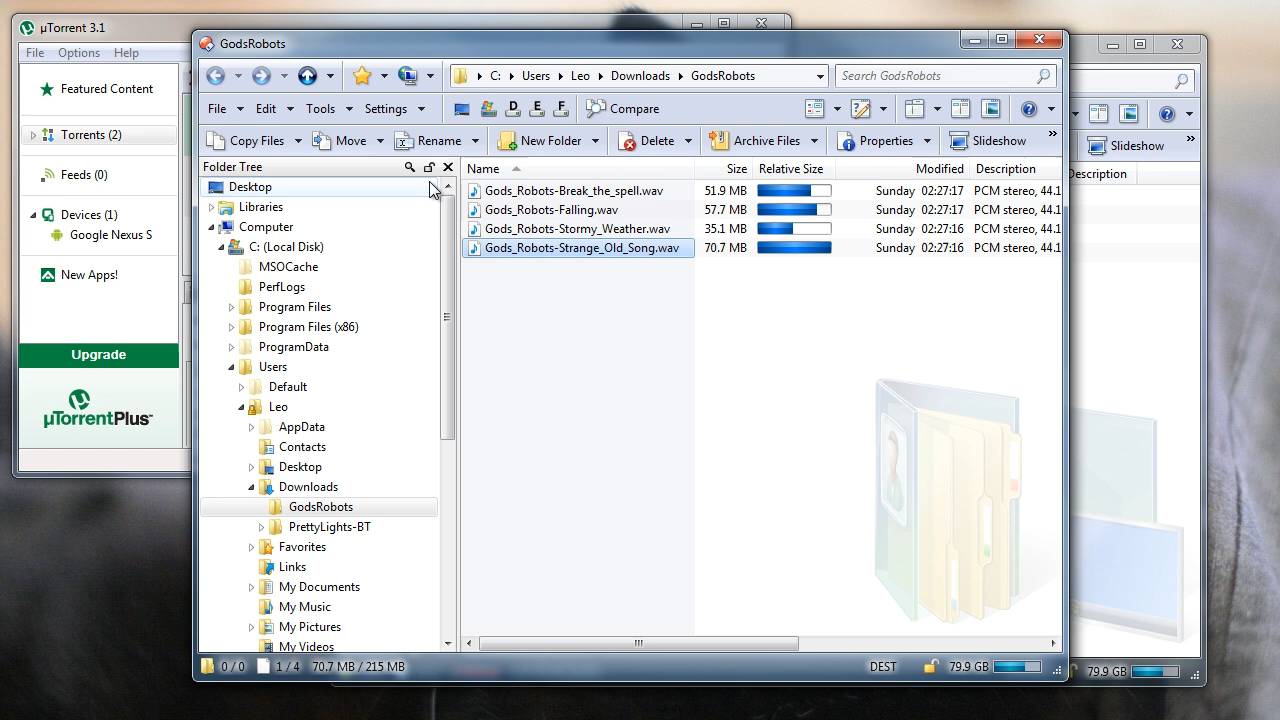 µTorrent 3.1
File Options Help
Featured Content
Torrents (2)
Feeds (0)
Devices (1)
Google Nexus S
New Apps!
Upgrade
µTorrentPlus™
GodsRobots
C: Users Leo Downloads GodsRobots
Search GodsRobots
File Edit Tools Settings D E F Compare
Copy Files Move Rename New Folder Delete Archive Files Properties Slideshow »
Folder Tree
Desktop
Libraries
Computer
C: (Local Disk)
MSOCache
PerfLogs
Program Files
Program Files (x86)
ProgramData
Users
Default
Leo
AppData
Contacts
Desktop
Downloads
GodsRobots
PrettyLights-BT
Favorites
Links
My Documents
My Music
My Pictures
My Videos
Name Size Relative Size Modified Description
Gods_Robots-Break_the_spell.wav 51.9 MB Sunday 02:27:17 PCM stereo, 44.1
Gods_Robots-Falling.wav 57.7 MB Sunday 02:27:17 PCM stereo, 44.1
Gods_Robots-Stormy_Weather.wav 35.1 MB Sunday 02:27:16 PCM stereo, 44.1
Gods_Robots-Strange_Old_Song.wav 70.7 MB Sunday 02:27:16 PCM stereo, 44.1
0 / 0 1 / 4 70.7 MB / 215 MB DEST 79.9 GB
Slideshow »
Description
79.9 GB